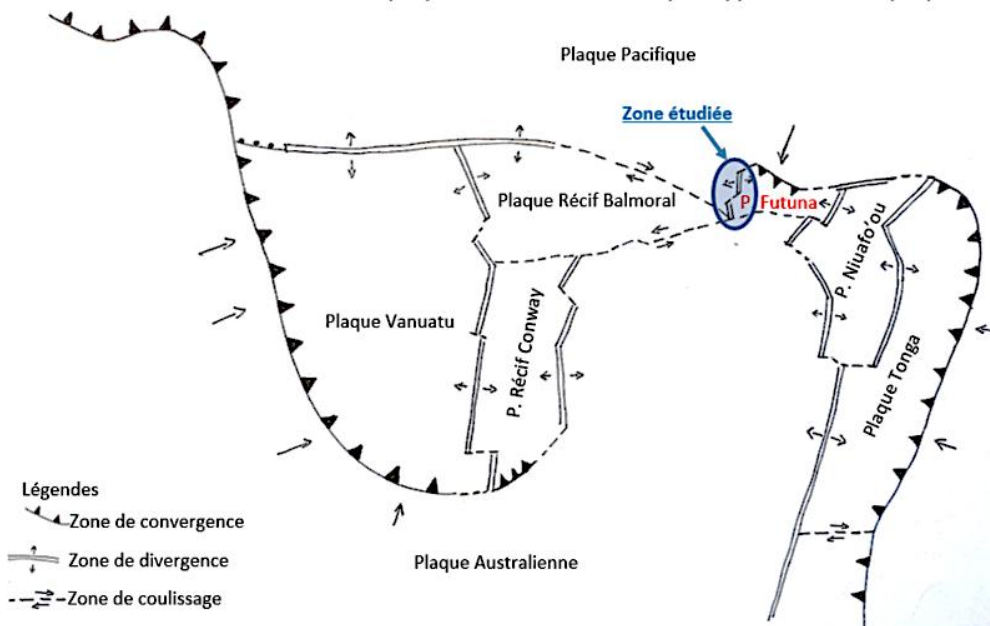 Plaque Pacifique
Zone étudiée
Plaque Récif Balmoral
P. Futuna
P. Niuafo'ou
Plaque Vanuatu
P. Récif Conway
Plaque Tonga
Légendes
Zone de convergence
Zone de divergence
Zone de coulissage
Plaque Australienne